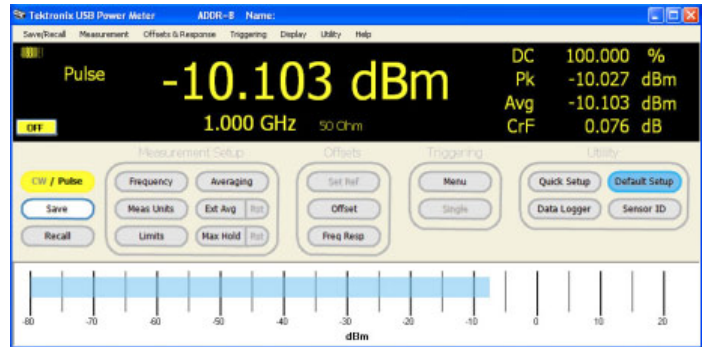 Tektronix USB Power Meter ADDR=8 Name:
Save/Recall Measurement Offsets & Response Triggering Display Utility Help
Pulse -10.103 dBm
1.000 GHz 50 Ohm
OFF
DC 100.000 %
Pk -10.027 dBm
Avg -10.103 dBm
CrF 0.076 dB
Measurement Setup Offsets Triggering Utility
CW / Pulse Frequency Averaging Set Ref Menu Quick Setup Default Setup
Save Meas Units Ext Avg Rst Offset Single Data Logger Sensor ID
Recall Limits Max Hold Rst Freq Resp
-80 -70 -60 -50 -40 -30 -20 -10 0 10 20
dBm